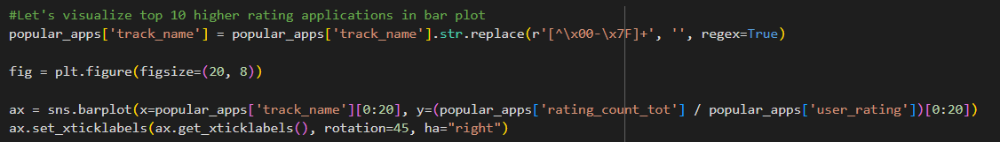 #Let's visualize top 10 higher rating applications in bar plot
popular_apps['track_name'] = popular_apps['track_name'].str.replace(r'[^\x00-\x7F]+', '', regex=True)
fig = plt.figure(figsize=(20, 8))
ax = sns.barplot(x=popular_apps['track_name'][0:20], y=(popular_apps['rating_count_tot'] / popular_apps['user_rating'])[0:20])
ax.set_xticklabels(ax.get_xticklabels(), rotation=45, ha="right")